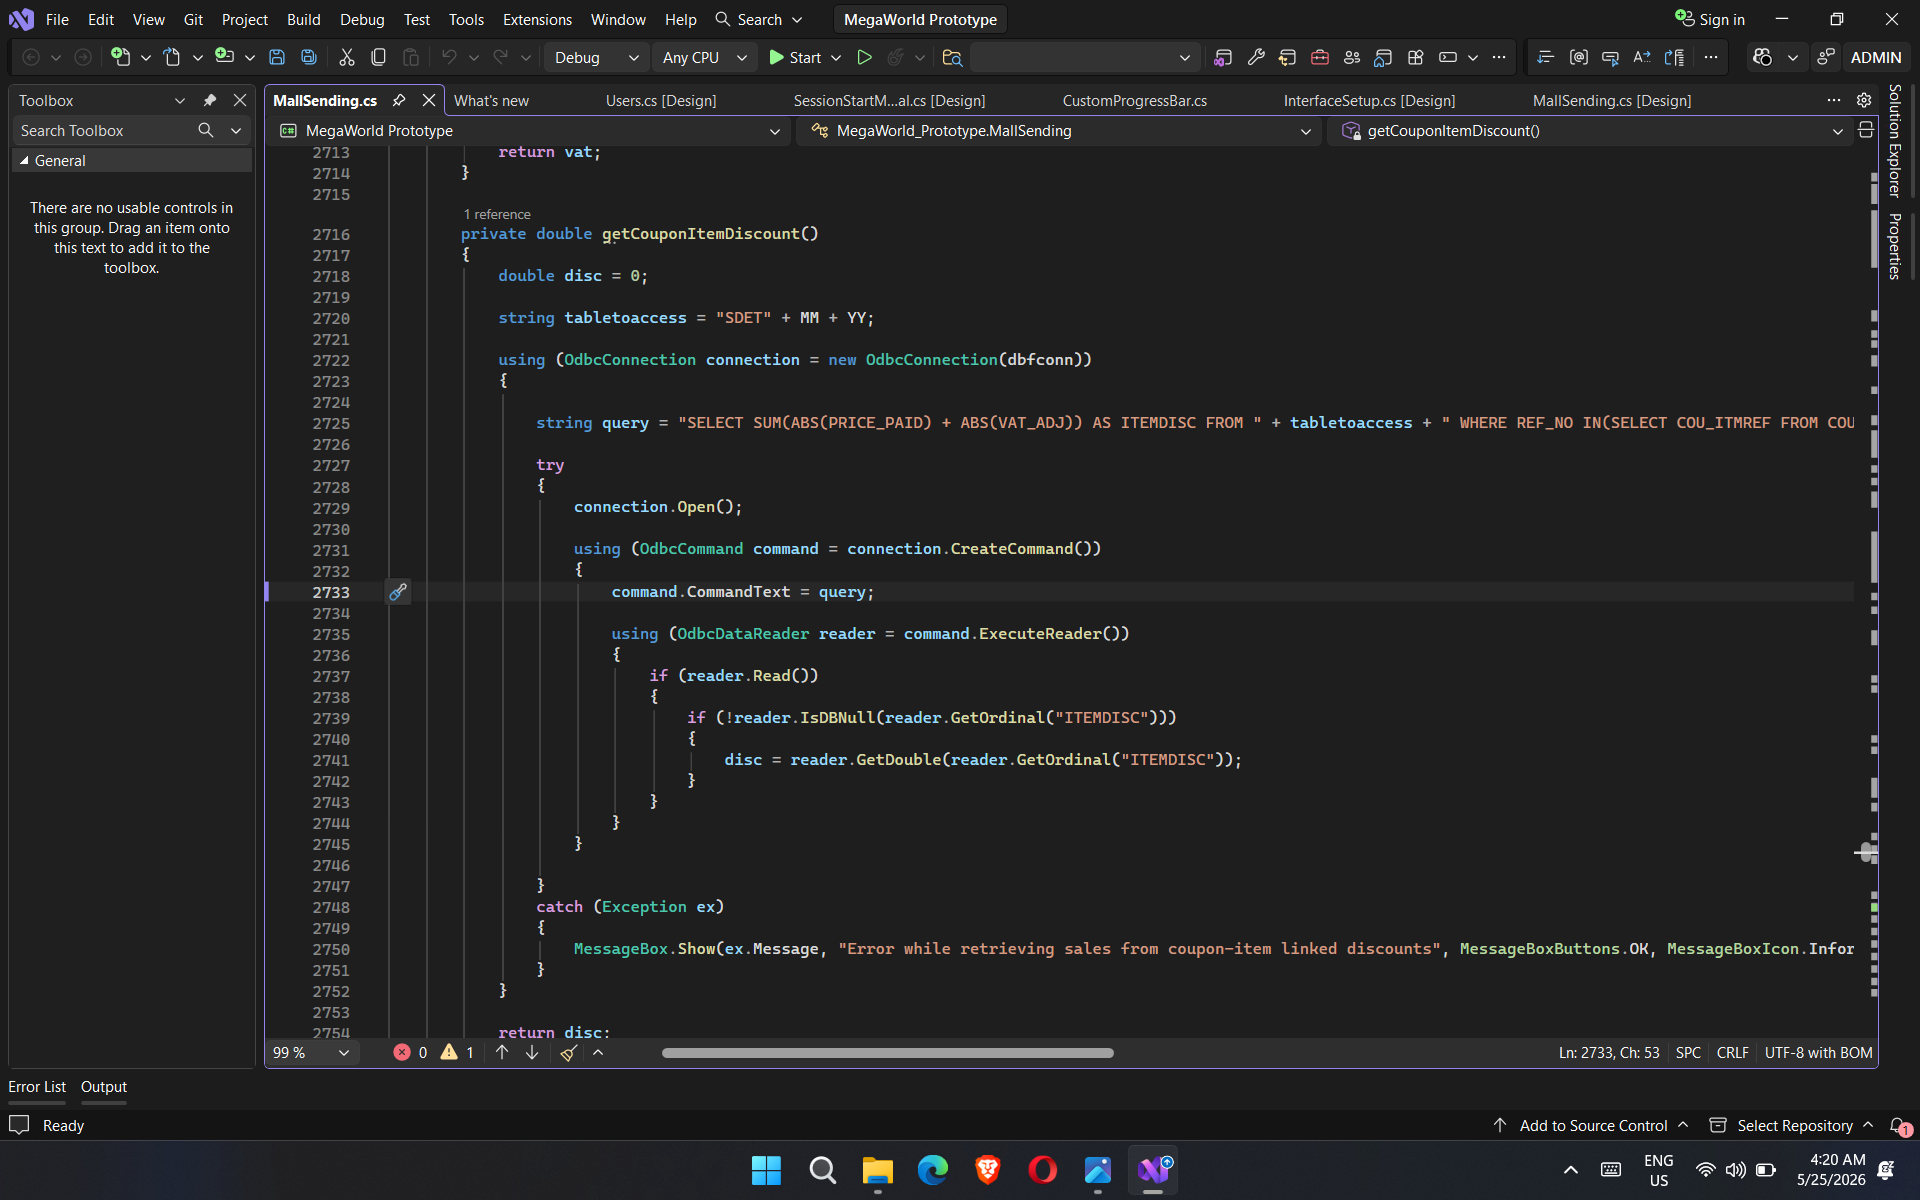 File Edit View Git Project Build Debug Test Tools Extensions Window Help Search MegaWorld Prototype Sign in
Debug Any CPU Start ADMIN
Toolbox
Search Toolbox
General
There are no usable controls in
this group. Drag an item onto
this text to add it to the
toolbox.
MallSending.cs What's new Users.cs [Design] SessionStartM...al.cs [Design] CustomProgressBar.cs InterfaceSetup.cs [Design] MallSending.cs [Design]
MegaWorld Prototype MegaWorld_Prototype.MallSending getCouponItemDiscount()
2713 return vat;
2714 }
2715
1 reference
2716 private double getCouponItemDiscount()
2717 {
2718 double disc = 0;
2719
2720 string tabletoaccess = "SDET" + MM + YY;
2721
2722 using (OdbcConnection connection = new OdbcConnection(dbfconn))
2723 {
2724
2725 string query = "SELECT SUM(ABS(PRICE_PAID) + ABS(VAT_ADJ)) AS ITEMDISC FROM " + tabletoaccess + " WHERE REF_NO IN(SELECT COU_ITMREF FROM COU
2726
2727 try
2728 {
2729 connection.Open();
2730
2731 using (OdbcCommand command = connection.CreateCommand())
2732 {
2733 command.CommandText = query;
2734
2735 using (OdbcDataReader reader = command.ExecuteReader())
2736 {
2737 if (reader.Read())
2738 {
2739 if (!reader.IsDBNull(reader.GetOrdinal("ITEMDISC")))
2740 {
2741 disc = reader.GetDouble(reader.GetOrdinal("ITEMDISC"));
2742 }
2743 }
2744 }
2745 }
2746
2747 }
2748 catch (Exception ex)
2749 {
2750 MessageBox.Show(ex.Message, "Error while retrieving sales from coupon-item linked discounts", MessageBoxButtons.OK, MessageBoxIcon.Infor
2751 }
2752 }
2753
2754 return disc;
99 % 0 1 Ln: 2733, Ch: 53 SPC CRLF UTF-8 with BOM
Solution Explorer
Properties
Error List Output
Ready Add to Source Control Select Repository 1
ENG
US
4:20 AM
5/25/2026